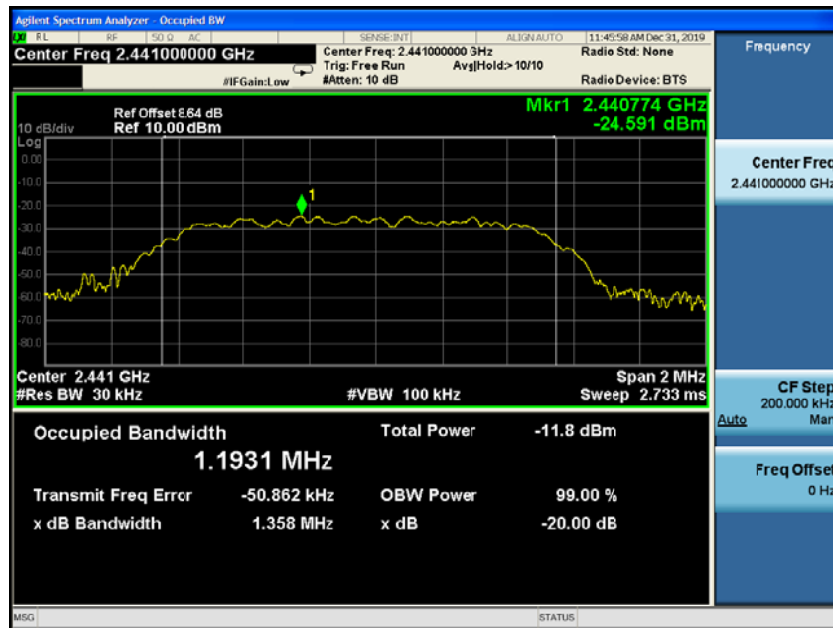 Agilent Spectrum Analyzer - Occupied BW
RL RF 50 Ω AC SENSE:INT ALIGN AUTO 11:45:58 AM Dec 31, 2019
Center Freq 2.441000000 GHz
Center Freq: 2.441000000 GHz
Radio Std: None
Trig: Free Run Avg|Hold:> 10/10
#IFGain:Low
#Atten: 10 dB
Radio Device: BTS
Frequency
Ref Offset 8.64 dB
Mkr1 2.440774 GHz
10 dB/div Ref 10.00 dBm
-24.591 dBm
Log
0.00
-10.0
-20.0
-30.0
-40.0
-50.0
-60.0
-70.0
-80.0
1
Center Freq
2.441000000 GHz
Center 2.441 GHz
Span 2 MHz
#Res BW 30 kHz
#VBW 100 kHz
Sweep 2.733 ms
CF Step
200.000 kHz
Auto Man
Occupied Bandwidth
Total Power -11.8 dBm
1.1931 MHz
Transmit Freq Error -50.862 kHz
OBW Power 99.00 %
x dB Bandwidth 1.358 MHz
x dB -20.00 dB
Freq Offset
0 Hz
MSG
STATUS